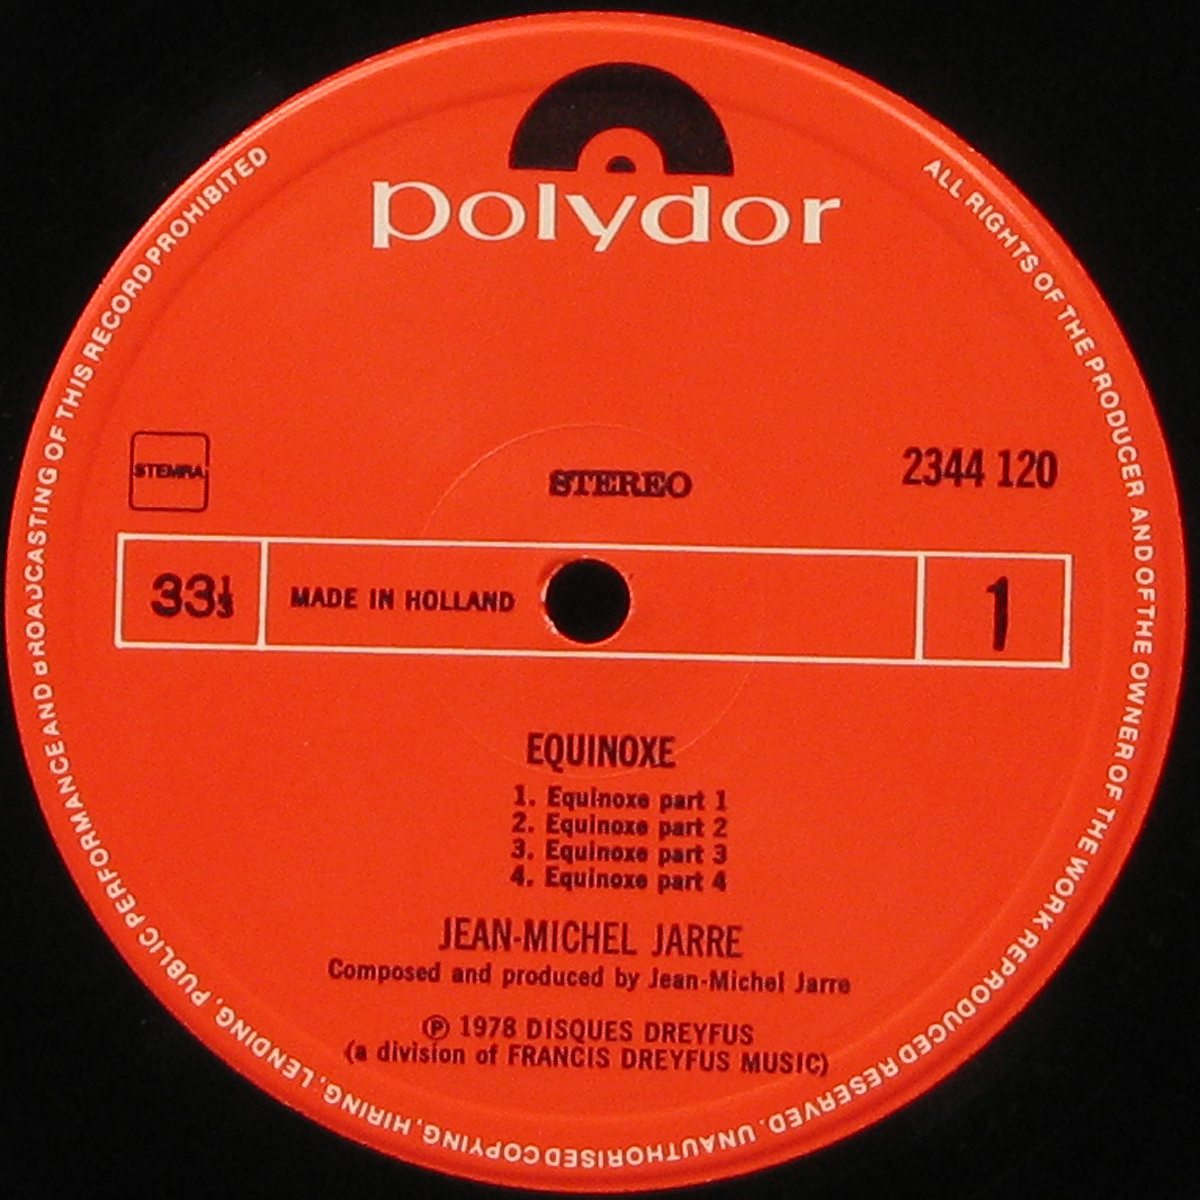 polydor
ALL RIGHTS OF THE PRODUCER AND OF THE OWNER OF THE WORK REPRODUCED RESERVED. UNAUTHORISED COPYING, HIRING, LENDING, PUBLIC PERFORMANCE AND BROADCASTING OF THIS RECORD PROHIBITED
STEMRA
STEREO
2344 120
33⅓
MADE IN HOLLAND
1
EQUINOXE
1. Equinoxe part 1
2. Equinoxe part 2
3. Equinoxe part 3
4. Equinoxe part 4
JEAN-MICHEL JARRE
Composed and produced by Jean-Michel Jarre
℗ 1978 DISQUES DREYFUS
(a division of FRANCIS DREYFUS MUSIC)